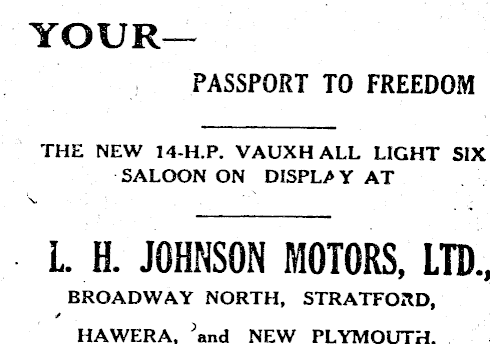 YOUR—
PASSPORT TO FREEDOM
THE NEW 14-H.P. VAUXHALL LIGHT SIX
SALOON ON DISPLAY AT
L. H. JOHNSON MOTORS, LTD.,
BROADWAY NORTH, STRATFORD,
HAWERA, and NEW PLYMOUTH.